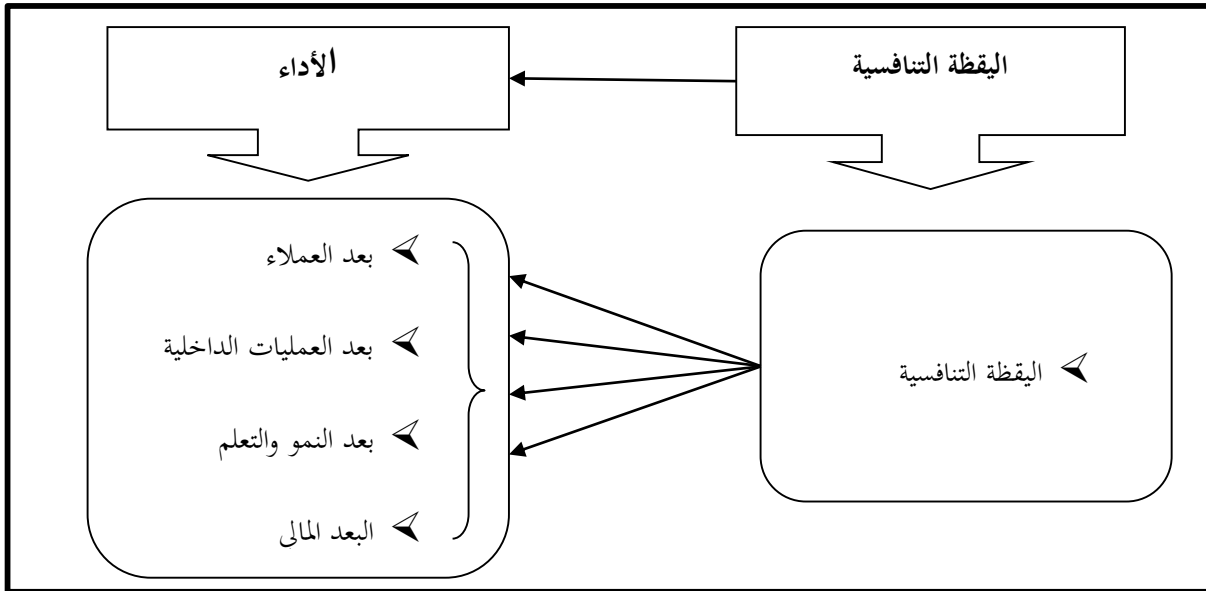 اليقظة التنافسية
الأداء
اليقظة التنافسية
بعد العملاء
بعد العمليات الداخلية
بعد النمو والتعلم
البعد المالى